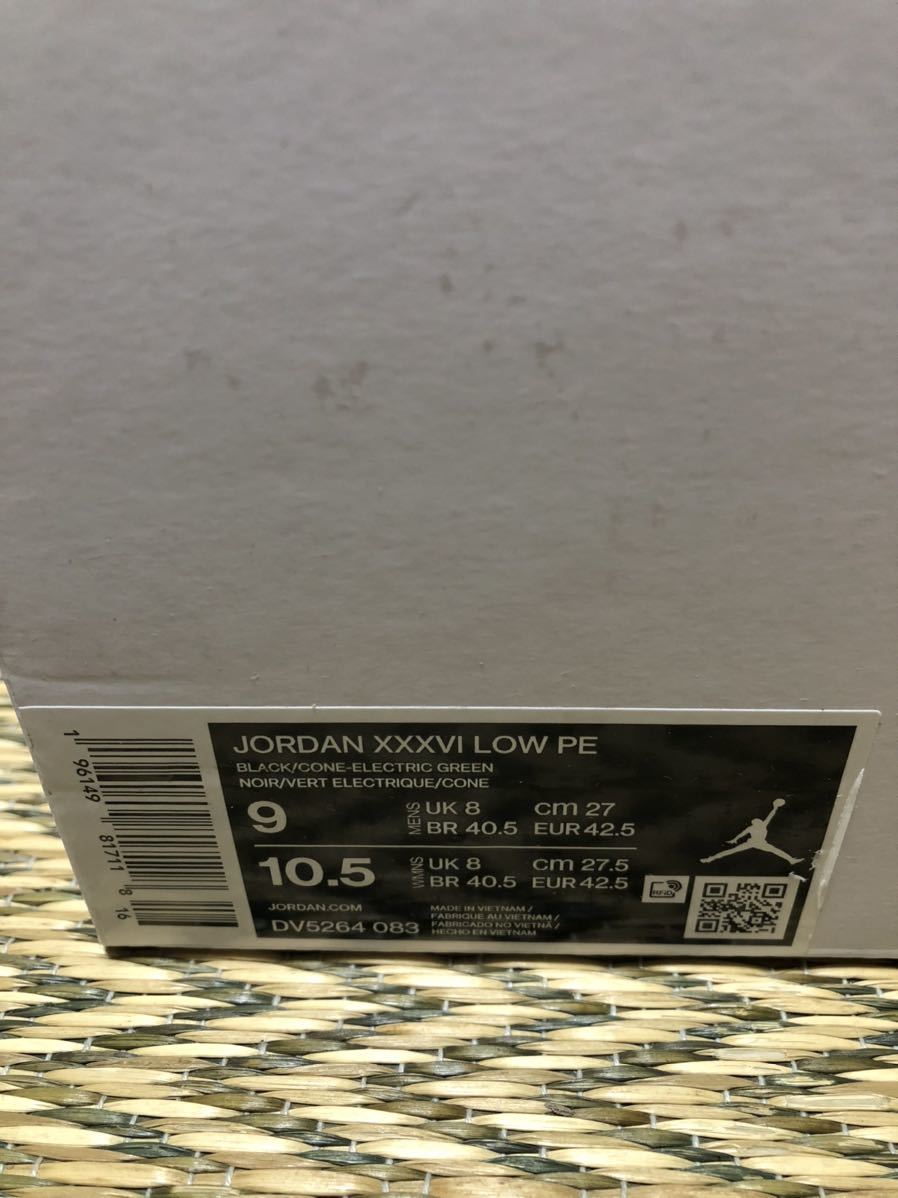 JORDAN XXXVI LOW PE
BLACK/CONE-ELECTRIC GREEN
NOIR/VERT ELECTRIQUE/CONE
9 MENS UK 8 cm 27
BR 40.5 EUR 42.5
10.5 WMNS UK 8 cm 27.5
BR 40.5 EUR 42.5
RFID
JORDAN.COM
DV5264 083
MADE IN VIETNAM /
FABRIQUE AU VIETNAM /
FABRICADO NO VIETNÃ /
HECHO EN VIETNAM
1 96149 81711 8 16